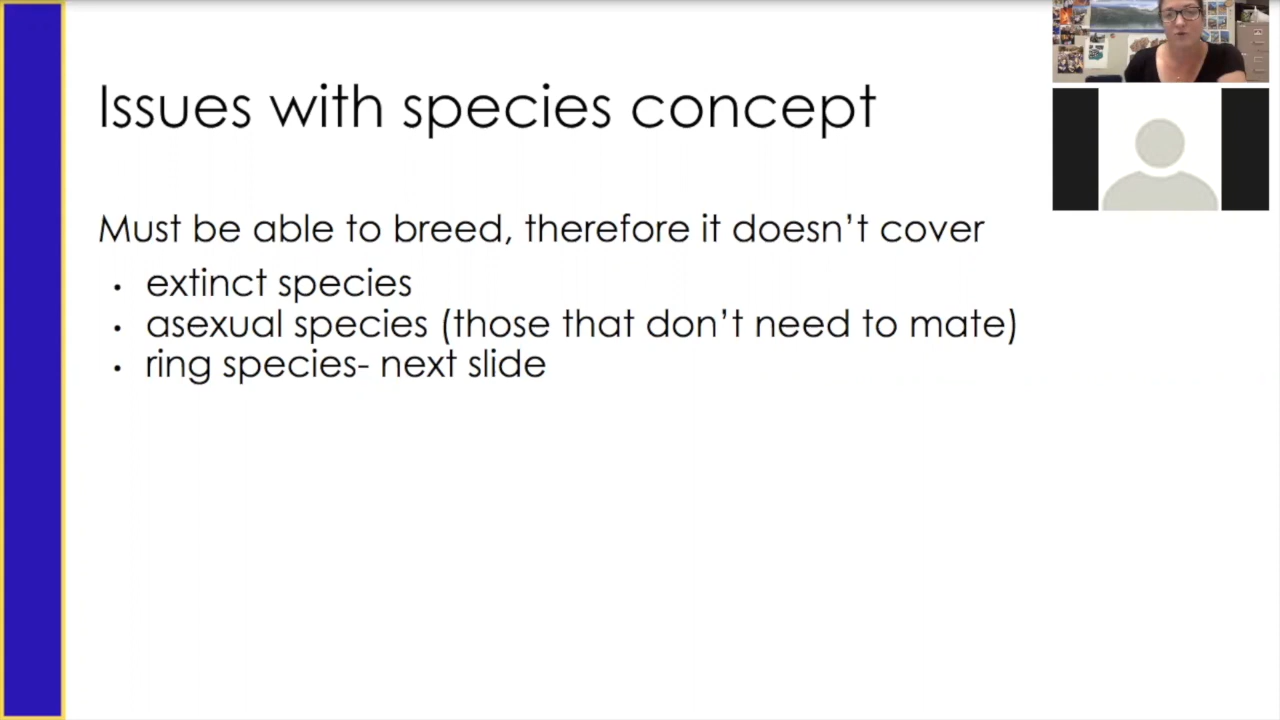 Issues with species concept
Must be able to breed, therefore it doesn't cover
• extinct species
• asexual species (those that don't need to mate)
• ring species- next slide